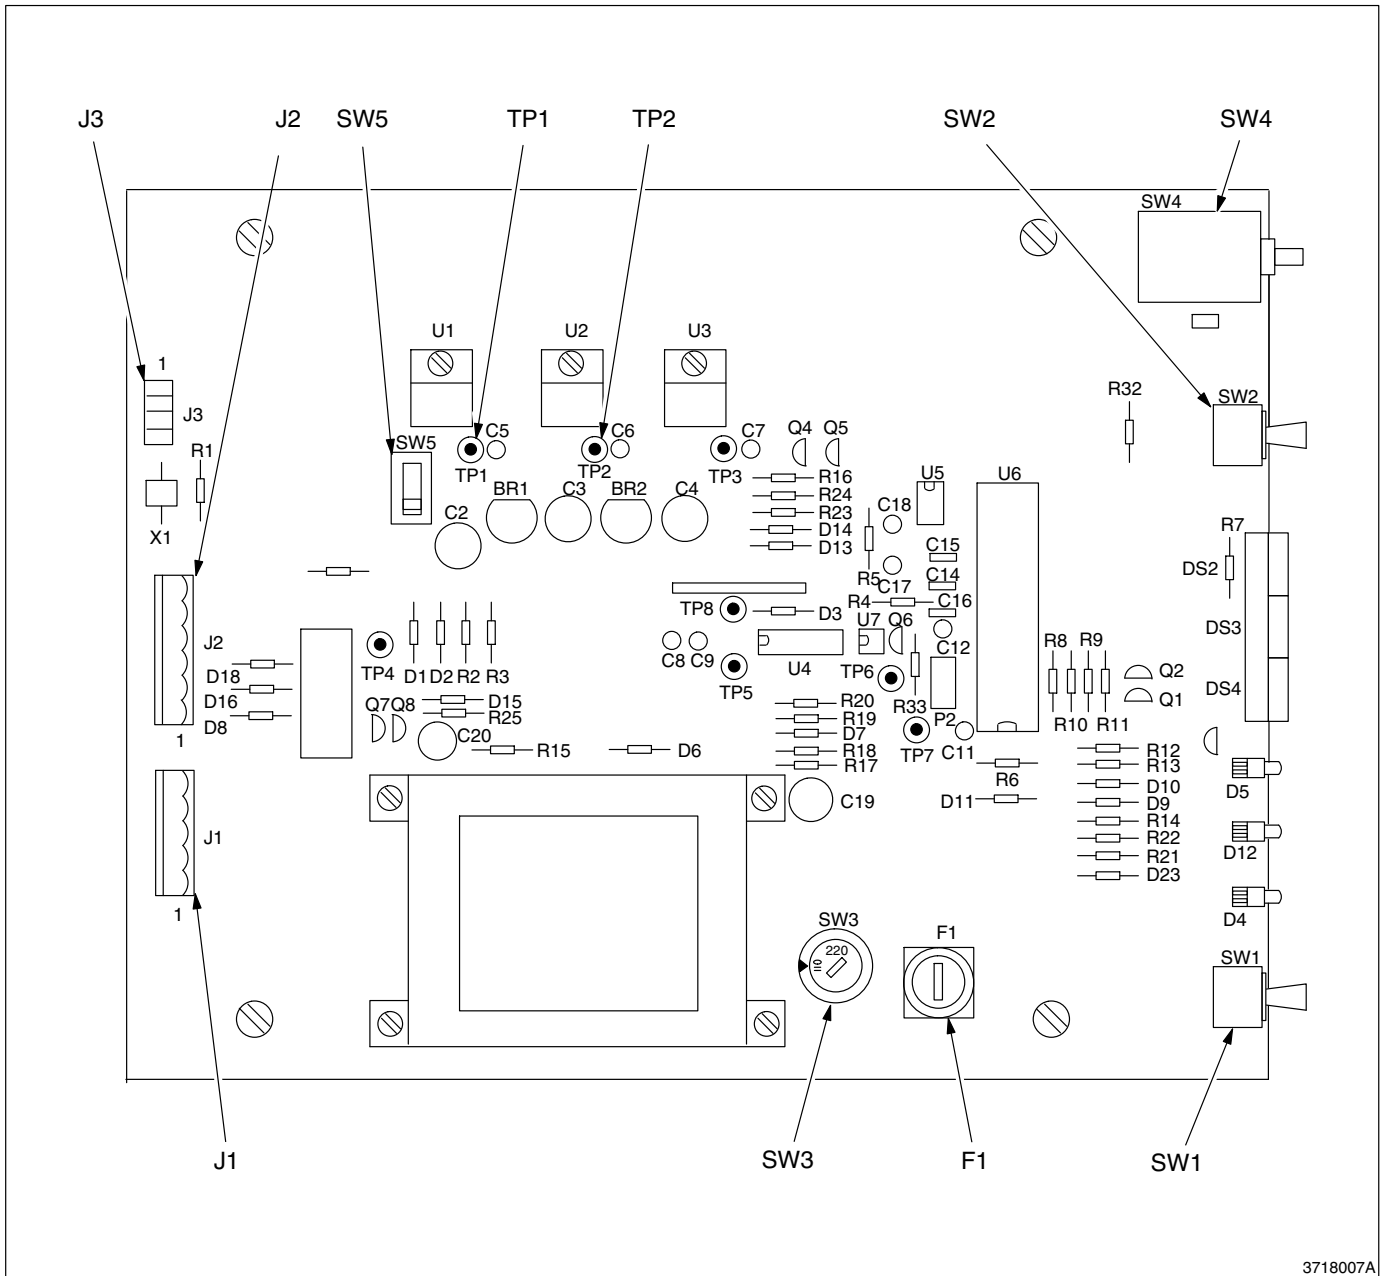 J3 J2 SW5 TP1 TP2 SW2 SW4
SW4
U1 U2 U3
1
J3
R1
X1
SW5
TP1 C5
TP2 C6
TP3 C7
Q4 Q5
R32
SW2
BR1 C3 BR2 C4
C2
R16
R24
R23
D14
D13
U5 U6
C18
C15
R5
C17
C14
R4
C16
R7
DS2
DS3
DS4
TP8
D3
U7 Q6
C12
C8 C9
U4
TP5
TP6
R33
P2
TP7 C11
J2
D18
D16
D8
1
TP4
D1 D2 R2 R3
Q7 Q8
D15
R25
C20
R15
D6
R20
R19
D7
R18
R17
R8 R9
R10 R11
Q2
Q1
R6
D11
C19
R12
R13
D10
D9
R14
R22
R21
D23
D5
D12
D4
J1
1
SW3
220
110
F1
SW1
J1 SW3 F1 SW1
3718007A